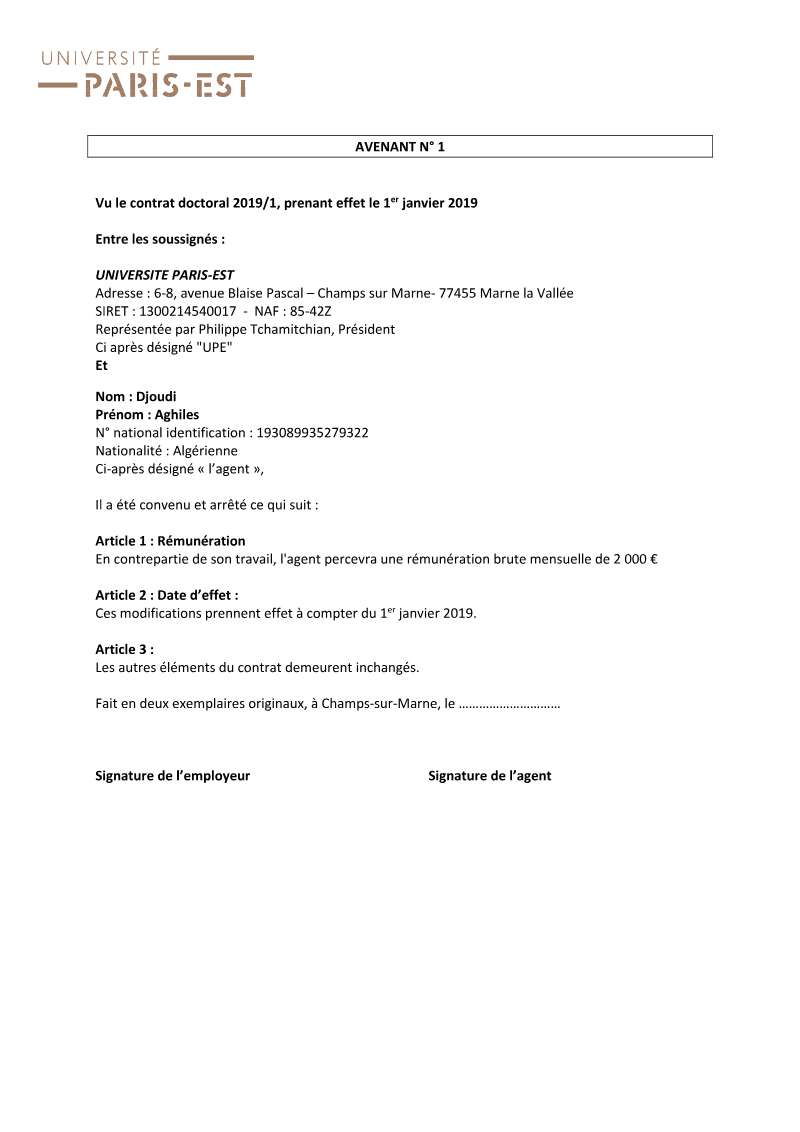 UNIVERSITÉ
PARIS-EST
AVENANT N° 1
Vu le contrat doctoral 2019/1, prenant effet le 1er janvier 2019
Entre les soussignés :
UNIVERSITE PARIS-EST
Adresse : 6-8, avenue Blaise Pascal – Champs sur Marne- 77455 Marne la Vallée
SIRET : 1300214540017 - NAF : 85-42Z
Représentée par Philippe Tchamitchian, Président
Ci après désigné "UPE"
Et
Nom : Djoudi
Prénom : Aghiles
N° national identification : 193089935279322
Nationalité : Algérienne
Ci-après désigné « l’agent »,
Il a été convenu et arrêté ce qui suit :
Article 1 : Rémunération
En contrepartie de son travail, l'agent percevra une rémunération brute mensuelle de 2 000 €
Article 2 : Date d’effet :
Ces modifications prennent effet à compter du 1er janvier 2019.
Article 3 :
Les autres éléments du contrat demeurent inchangés.
Fait en deux exemplaires originaux, à Champs-sur-Marne, le …………………………
Signature de l’employeur Signature de l’agent